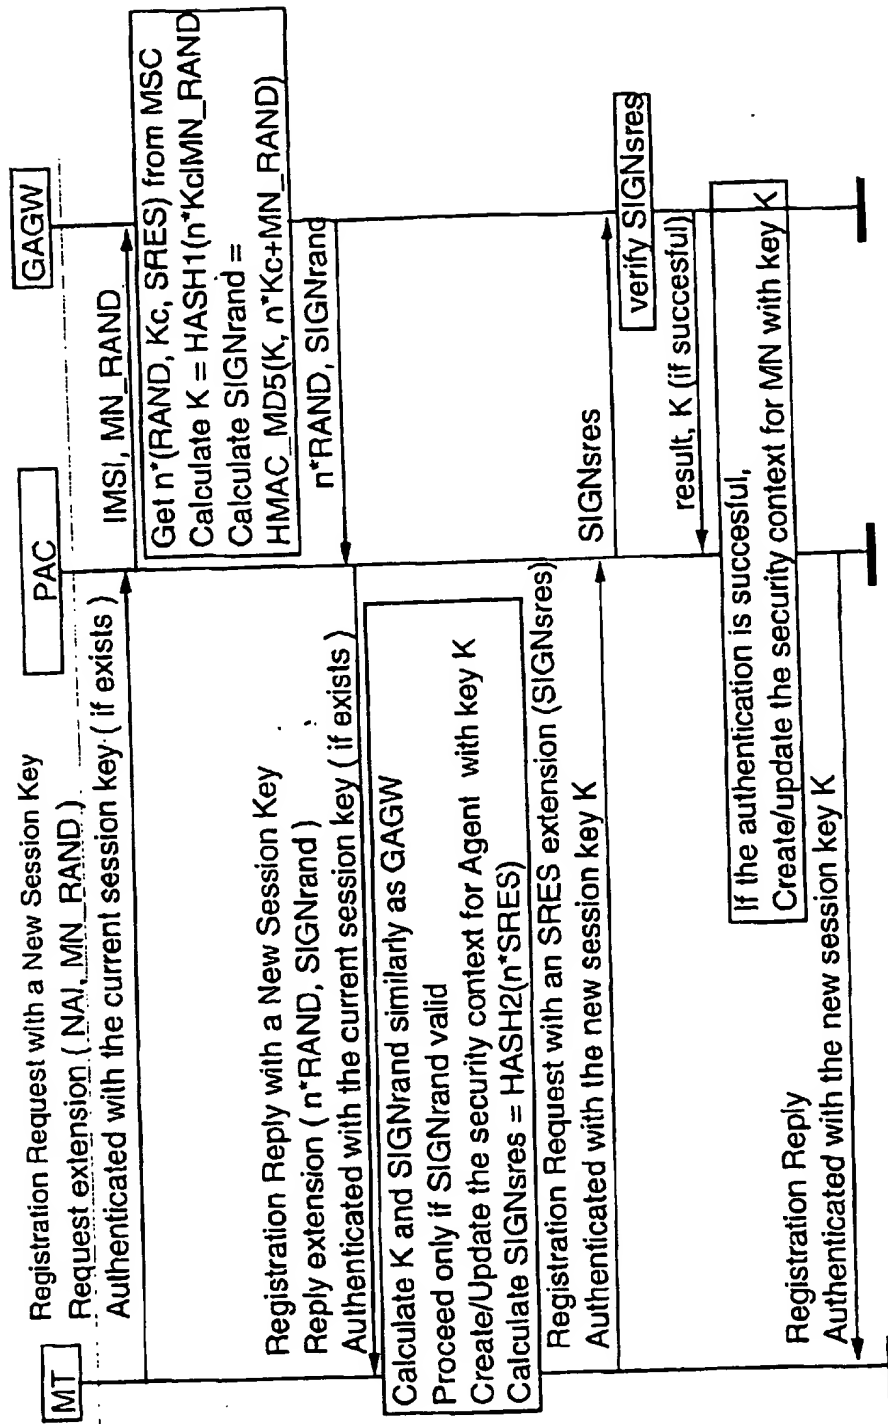 MT
PAC
GAGW
Registration Request with a New Session Key
Request extension ( NAI, MN_RAND )
Authenticated with the current session key ( if exists )
IMSI, MN_RAND
Get n*(RAND, Kc, SRES) from MSC
Calculate K = HASH1(n*Kc|MN_RAND
Calculate SIGNrand =
HMAC_MD5(K, n*Kc+MN_RAND)
n*RAND, SIGNrand
Registration Reply with a New Session Key
Reply extension ( n*RAND, SIGNrand )
Authenticated with the current session key ( if exists )
Calculate K and SIGNrand similarly as GAGW
Proceed only if SIGNrand valid
Create/Update the security context for Agent with key K
Calculate SIGNsres = HASH2(n*SRES)
Registration Request with an SRES extension (SIGNsres)
Authenticated with the new session key K
SIGNsres
verify SIGNsres
result, K (if succesful)
If the authentication is succesful,
Create/update the security context for MN with key K
Registration Reply
Authenticated with the new session key K